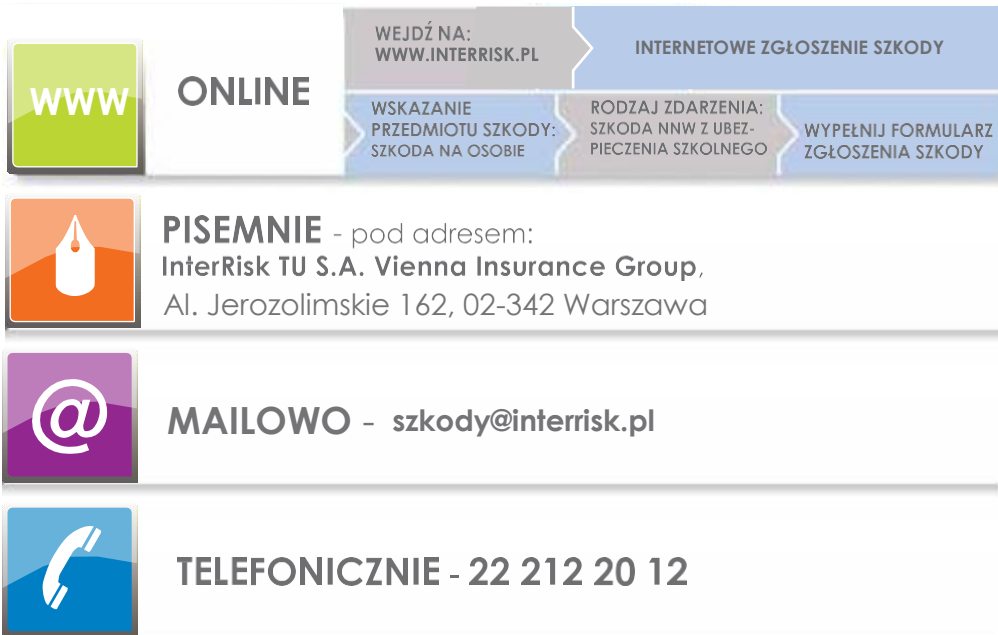 WWW
ONLINE
WEJDŹ NA:
WWW.INTERRISK.PL
INTERNETOWE ZGŁOSZENIE SZKODY
WSKAZANIE
PRZEDMIOTU SZKODY:
SZKODA NA OSOBIE
RODZAJ ZDARZENIA:
SZKODA NNW Z UBEZ-
PIECZENIA SZKOLNEGO
WYPEŁNIJ FORMULARZ
ZGŁOSZENIA SZKODY
PISEMNIE - pod adresem:
InterRisk TU S.A. Vienna Insurance Group,
Al. Jerozolimskie 162, 02-342 Warszawa
@
MAILOWO - szkody@interrisk.pl
TELEFONICZNIE - 22 212 20 12